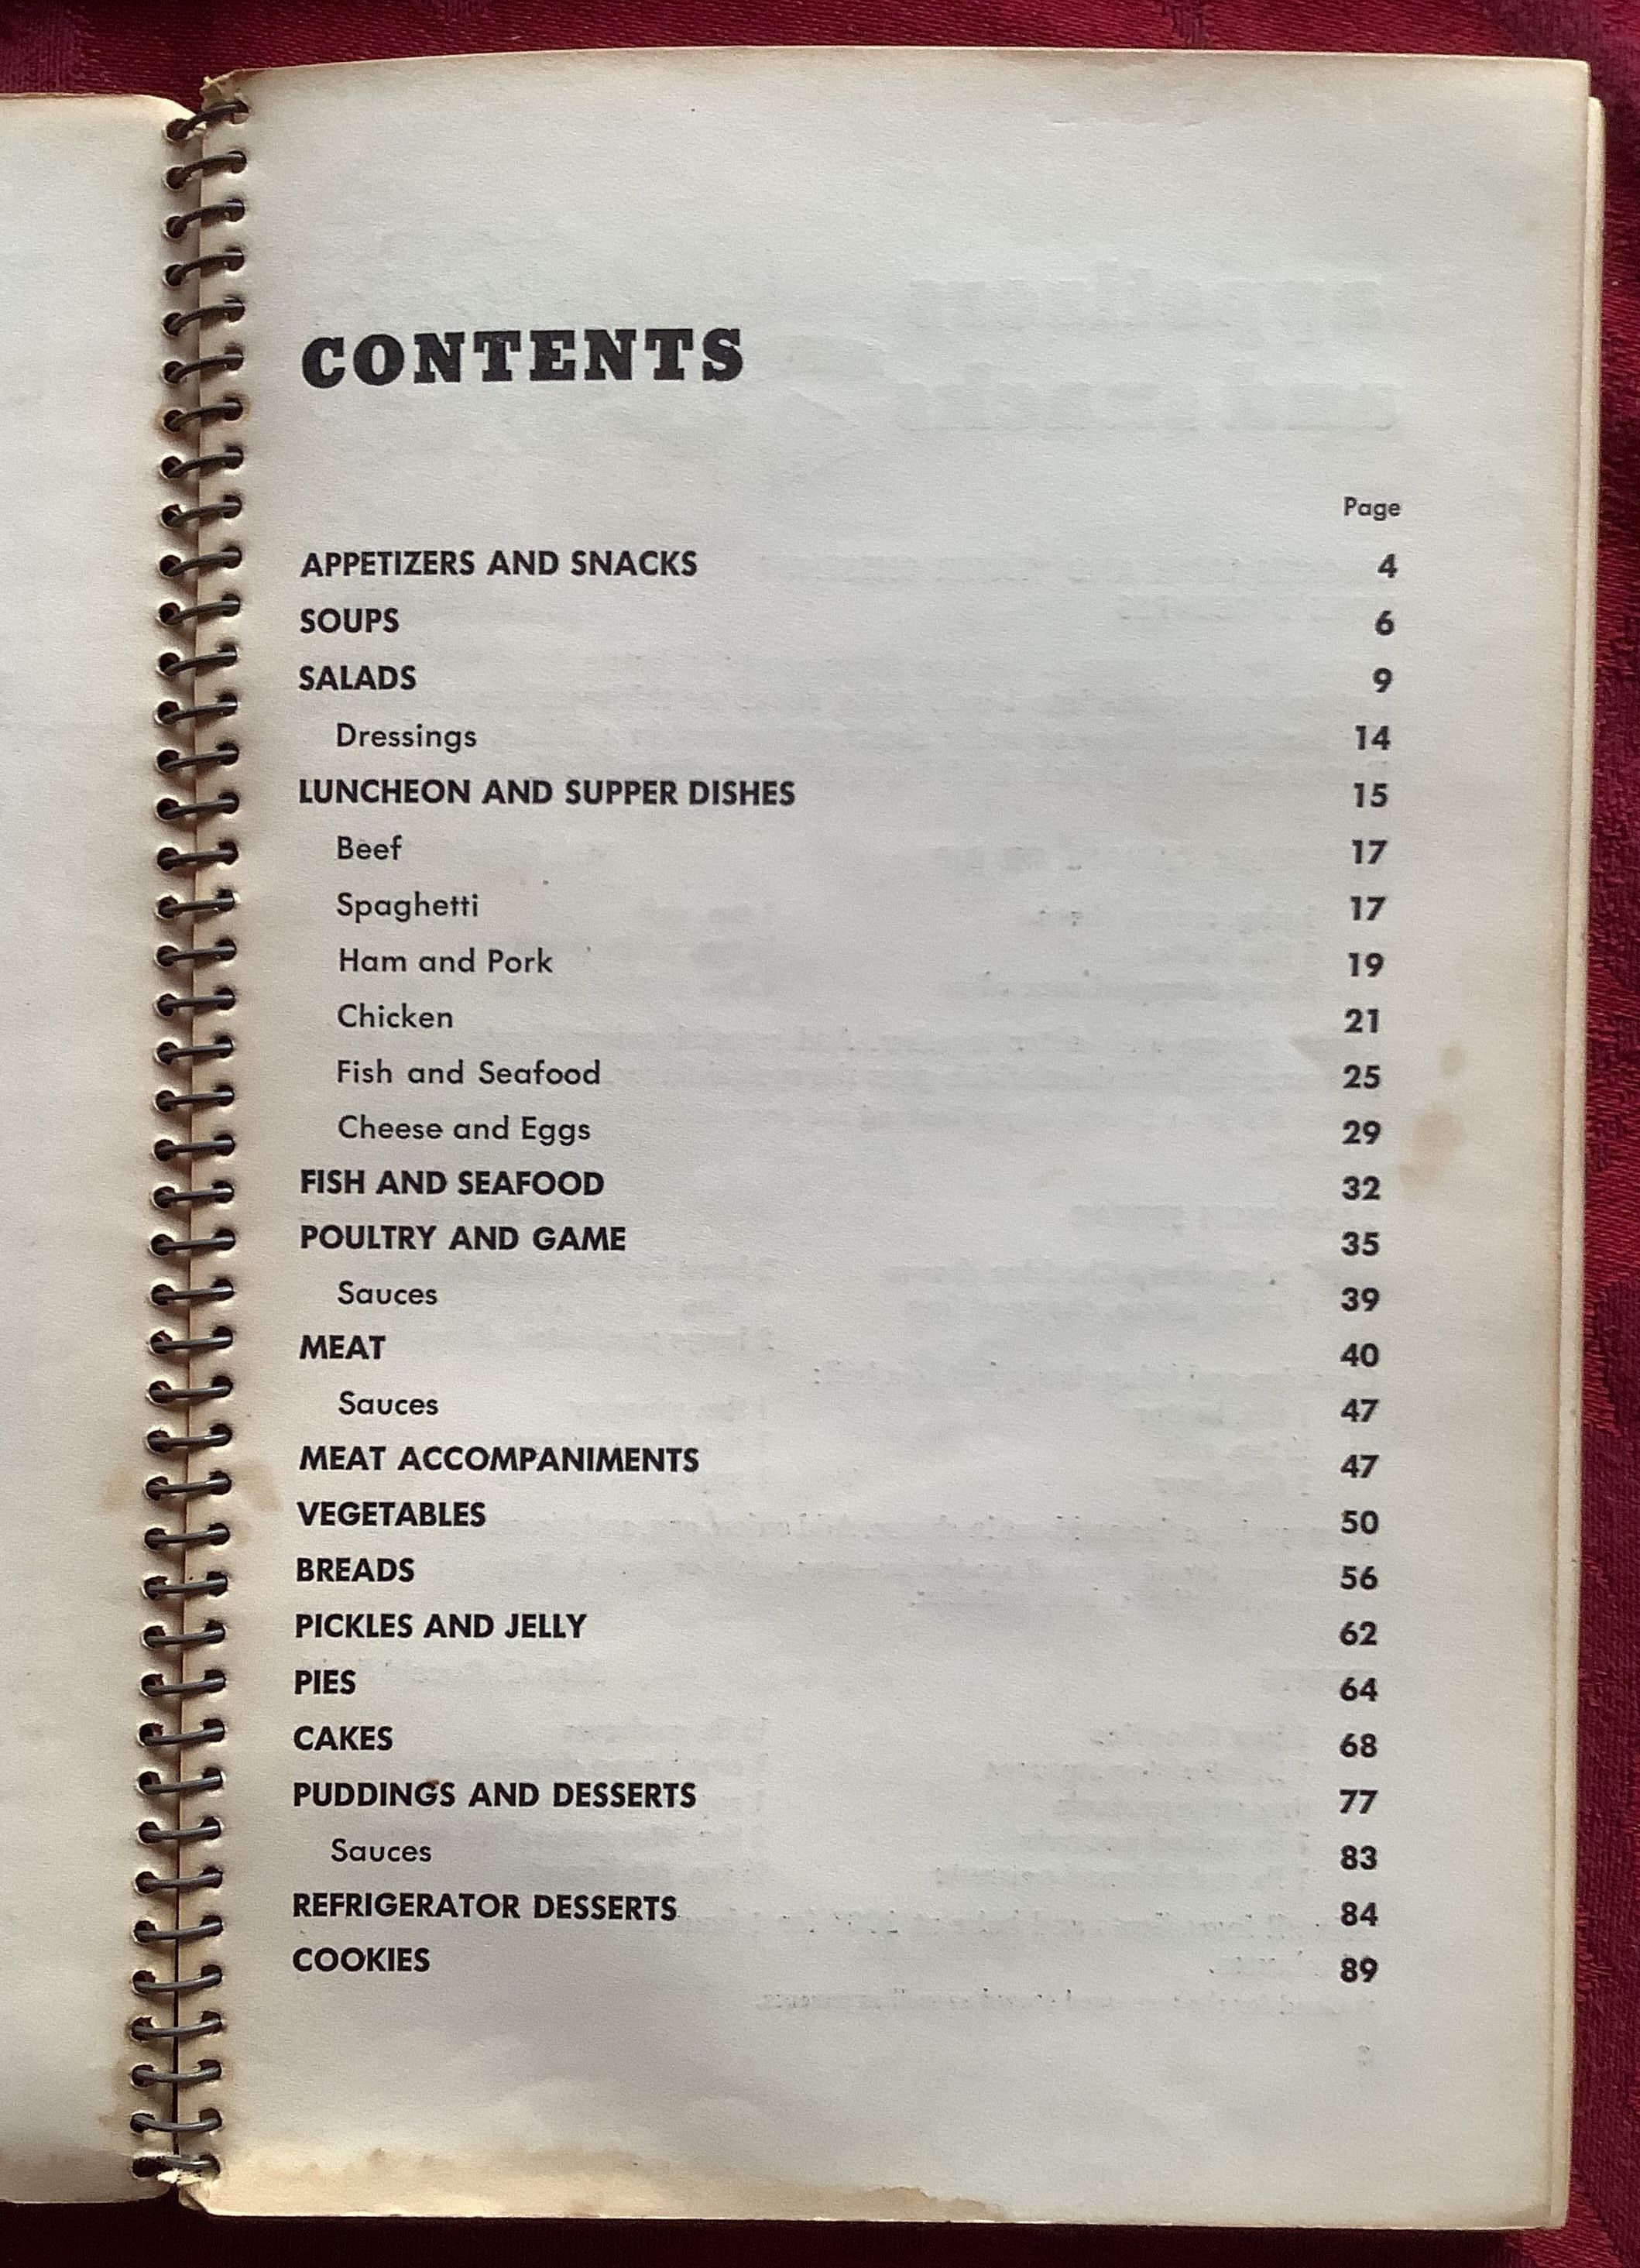 CONTENTS
Page
APPETIZERS AND SNACKS 4
SOUPS 6
SALADS 9
Dressings 14
LUNCHEON AND SUPPER DISHES 15
Beef 17
Spaghetti 17
Ham and Pork 19
Chicken 21
Fish and Seafood 25
Cheese and Eggs 29
FISH AND SEAFOOD 32
POULTRY AND GAME 35
Sauces 39
MEAT 40
Sauces 47
MEAT ACCOMPANIMENTS 47
VEGETABLES 50
BREADS 56
PICKLES AND JELLY 62
PIES 64
CAKES 68
PUDDINGS AND DESSERTS 77
Sauces 83
REFRIGERATOR DESSERTS 84
COOKIES 89